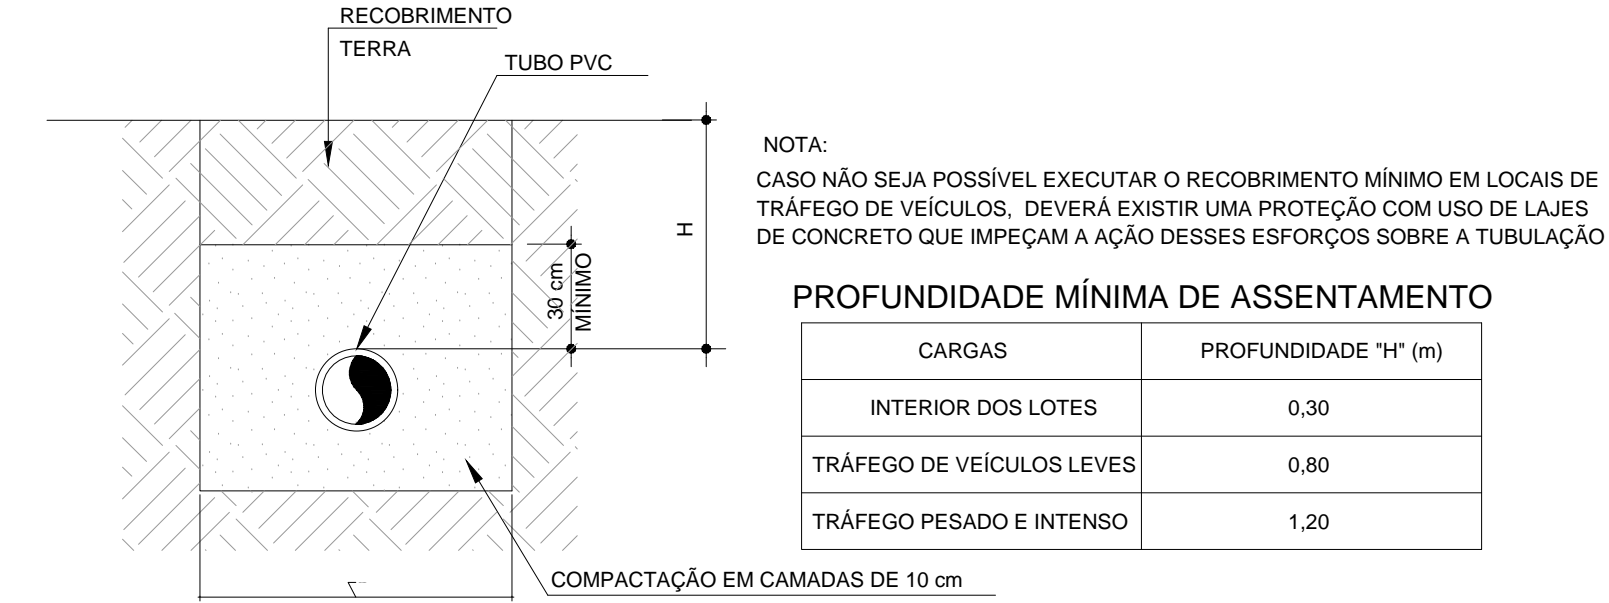 RECOBRIMENTO
TERRA
TUBO PVC
H
30 cm
MÍNIMO
COMPACTAÇÃO EM CAMADAS DE 10 cm
NOTA:
CASO NÃO SEJA POSSÍVEL EXECUTAR O RECOBRIMENTO MÍNIMO EM LOCAIS DE
TRÁFEGO DE VEÍCULOS, DEVERÁ EXISTIR UMA PROTEÇÃO COM USO DE LAJES
DE CONCRETO QUE IMPEÇAM A AÇÃO DESSES ESFORÇOS SOBRE A TUBULAÇÃO
PROFUNDIDADE MÍNIMA DE ASSENTAMENTO
CARGAS PROFUNDIDADE "H" (m)
INTERIOR DOS LOTES 0,30
TRÁFEGO DE VEÍCULOS LEVES 0,80
TRÁFEGO PESADO E INTENSO 1,20